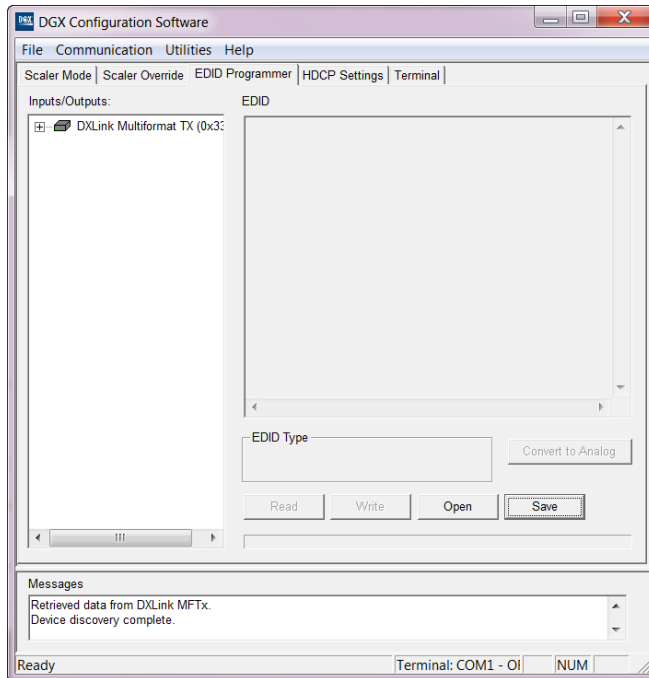 DGX DGX Configuration Software
File Communication Utilities Help
Scaler Mode Scaler Override EDID Programmer HDCP Settings Terminal
Inputs/Outputs:
EDID
DXLink Multiformat TX (0x33
EDID Type
Convert to Analog
Read Write Open Save
Messages
Retrieved data from DXLink MFTx.
Device discovery complete.
Ready Terminal: COM1 - Of NUM